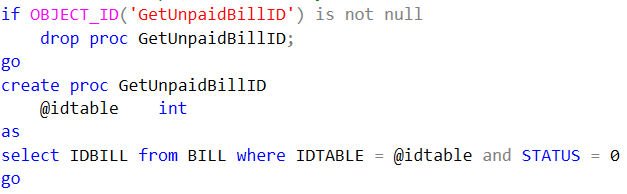 if OBJECT_ID('GetUnpaidBillID') is not null
    drop proc GetUnpaidBillID;
go
create proc GetUnpaidBillID
    @idtable    int
as
select IDBILL from BILL where IDTABLE = @idtable and STATUS = 0
go